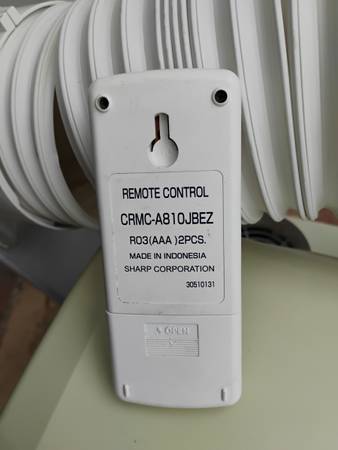 REMOTE CONTROL
CRMC-A810JBEZ
R03(AAA)2PCS.
MADE IN INDONESIA
SHARP CORPORATION
30510131
OPEN